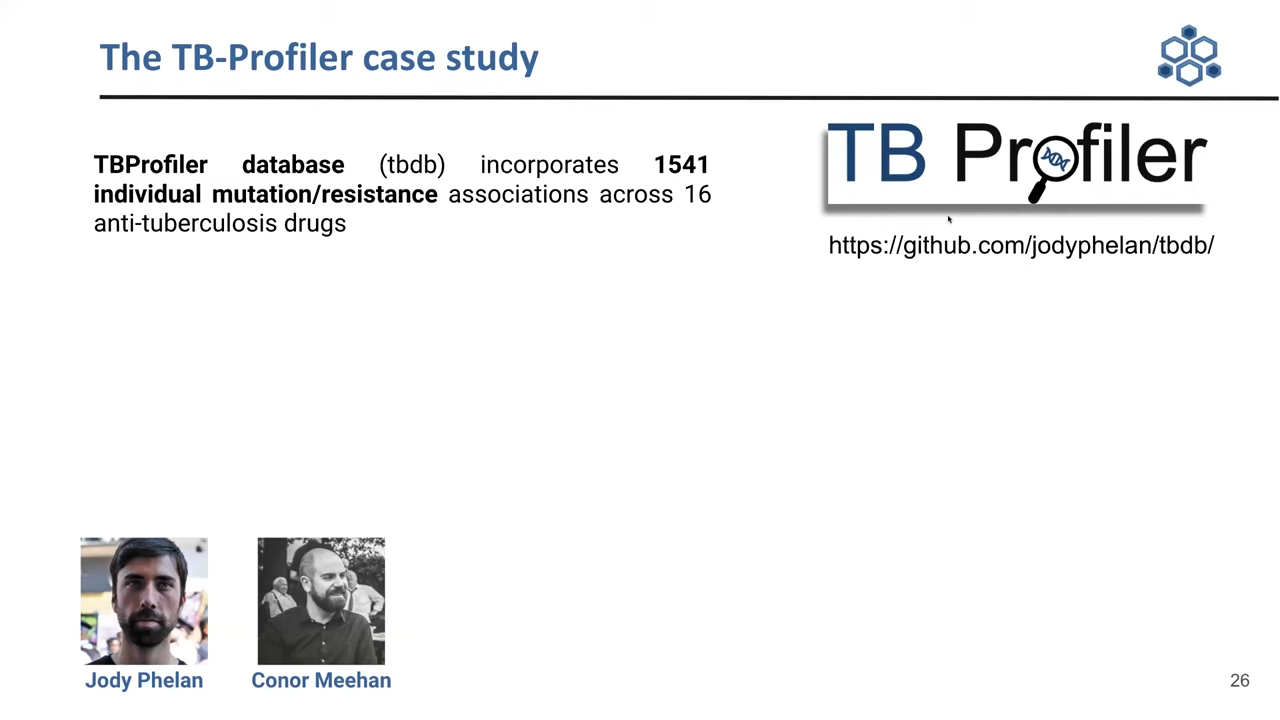 The TB-Profiler case study
TBProfiler database (tbdb) incorporates 1541
individual mutation/resistance associations across 16
anti-tuberculosis drugs
TB Profiler
https://github.com/jodyphelan/tbdb/
Jody Phelan
Conor Meehan
26